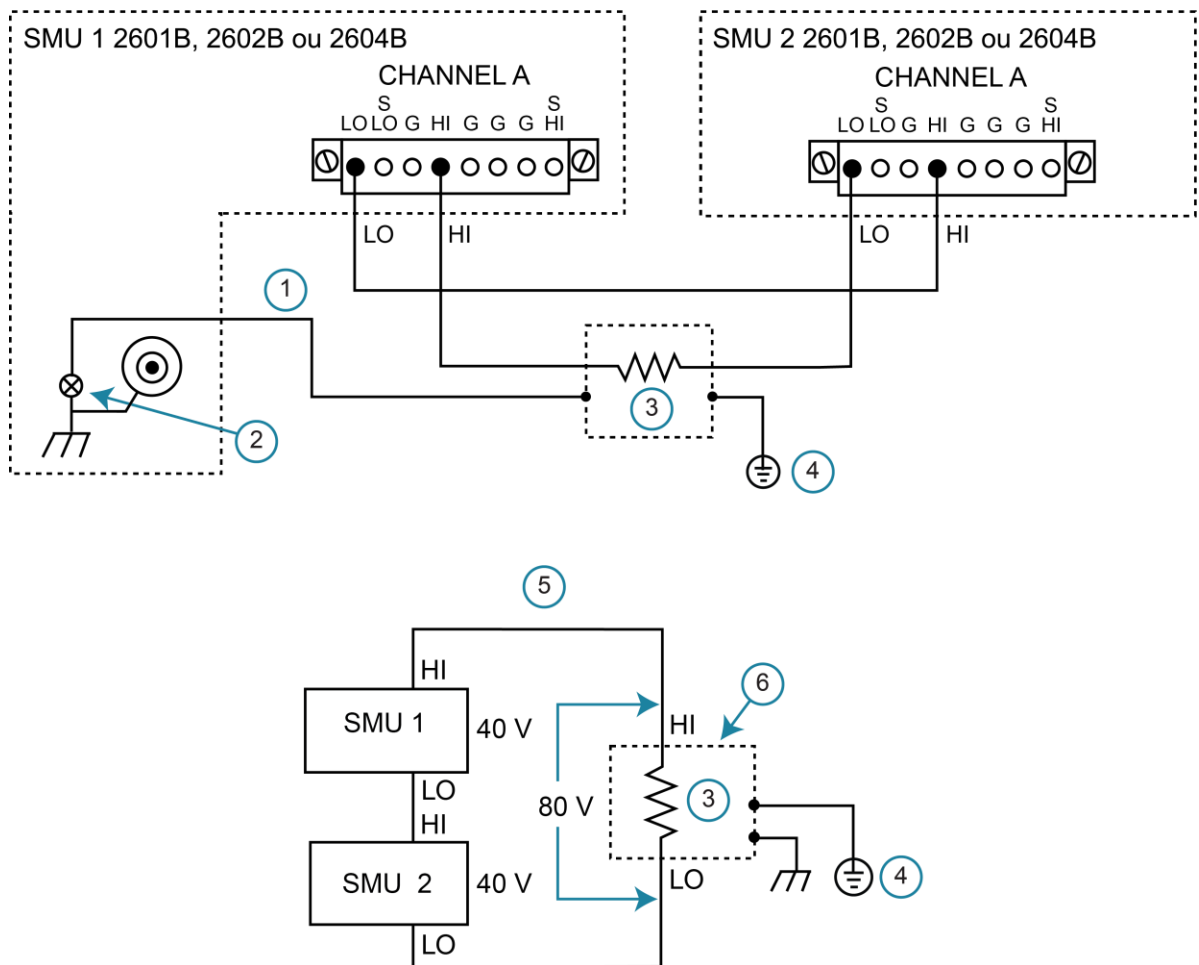 SMU 1 2601B, 2602B ou 2604B
CHANNEL A
S S
LO LO G HI G G G HI
LO HI
SMU 2 2601B, 2602B ou 2604B
CHANNEL A
S S
LO LO G HI G G G HI
LO HI
1
2
3
4
5
HI
SMU 1
40 V
LO
HI
SMU 2
40 V
LO
80 V
6
HI
3
LO
4